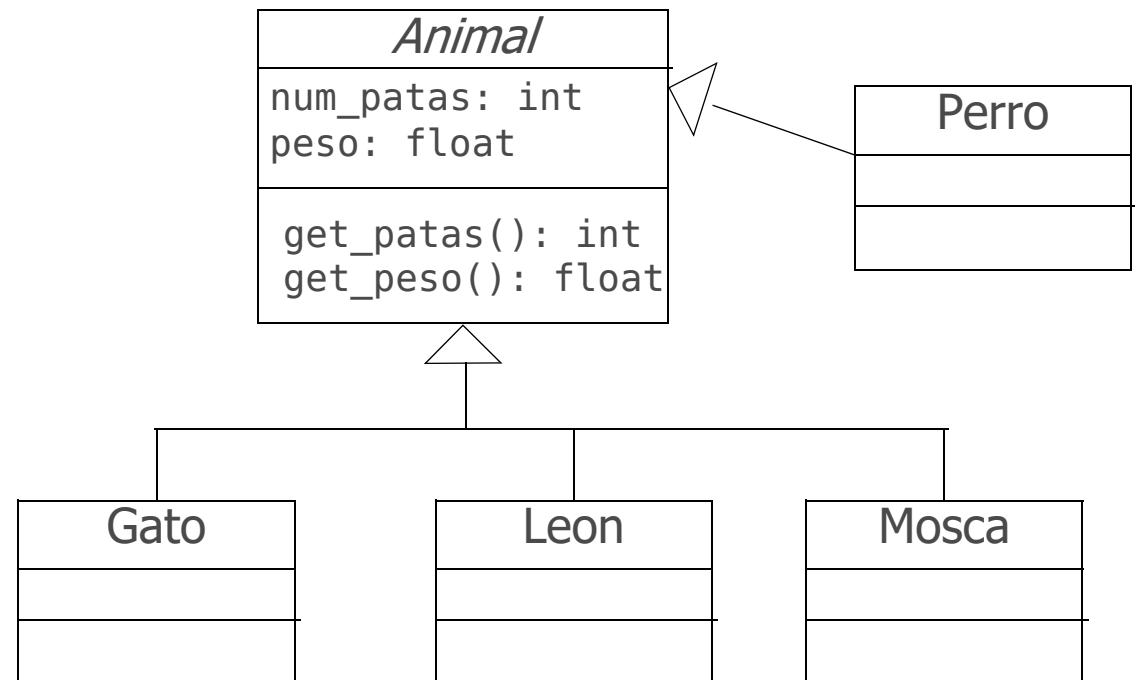 Animal
num_patas: int
peso: float
get_patas(): int
get_peso(): float
Perro
Gato
Leon
Mosca